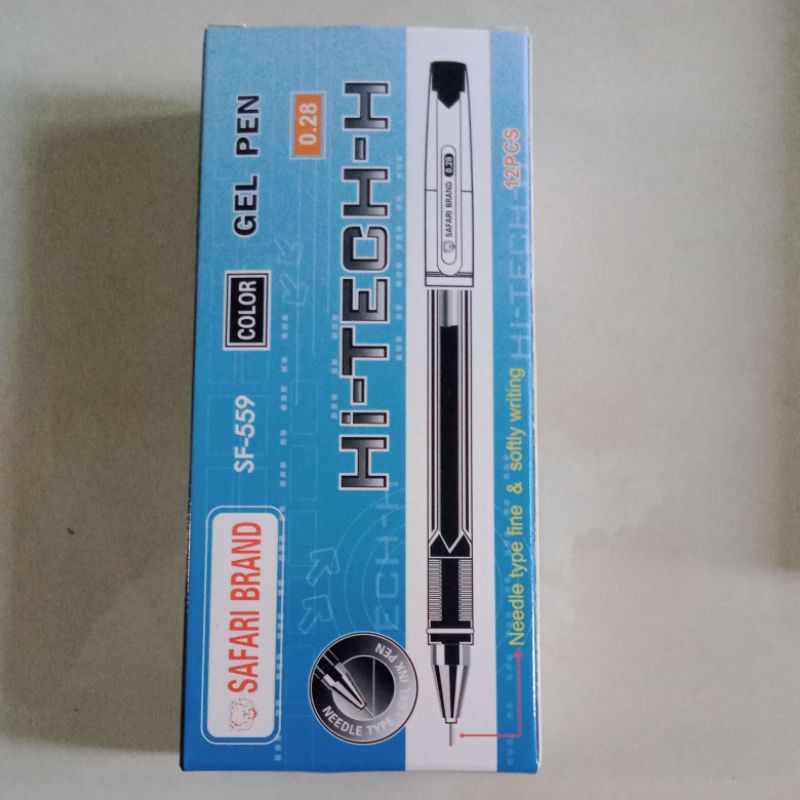 SAFARI BRAND
SF-559
COLOR
GEL PEN
0.28
Hi-TECH-H
ECH-H
NEEDLE TYPE - GEL INK PEN
SAFARI BRAND 0.28
Needle type fine & softly writing
Hi-TECH-
12PCS